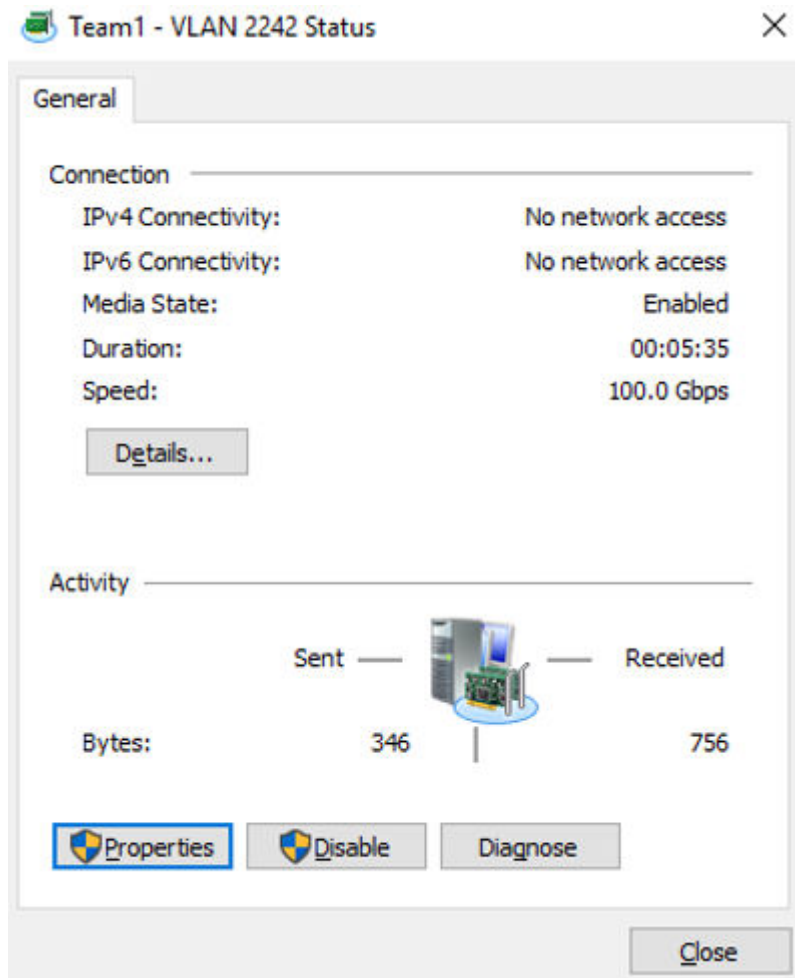 Team1 - VLAN 2242 Status
General
Connection
IPv4 Connectivity: No network access
IPv6 Connectivity: No network access
Media State: Enabled
Duration: 00:05:35
Speed: 100.0 Gbps
Details...
Activity
Sent Received
Bytes: 346 756
Properties Disable Diagnose
Close